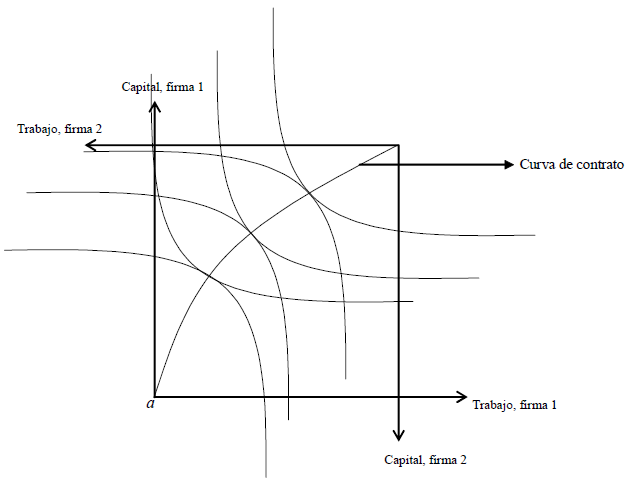 Capital, firma 1
Trabajo, firma 2
Curva de contrato
a
Trabajo, firma 1
Capital, firma 2